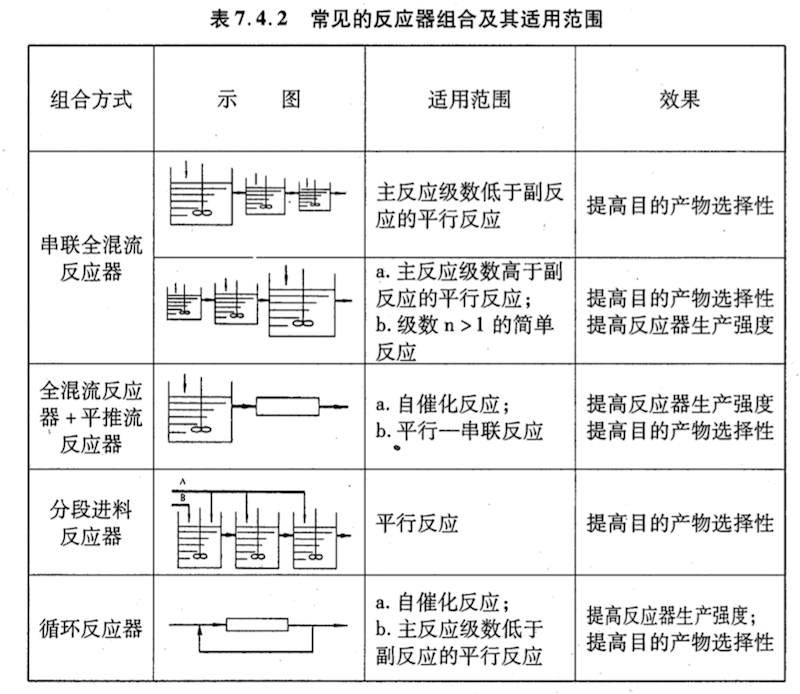 表7.4.2 常见的反应器组合及其适用范围
组合方式
示 图
适用范围
效果
串联全混流
反应器
主反应级数低于副反
应的平行反应
提高目的产物选择性
a. 主反应级数高于副
反应的平行反应；
b. 级数 n>1 的简单
反应
提高目的产物选择性
提高反应器生产强度
全混流反应
器+平推流
反应器
a. 自催化反应；
b. 平行—串联反应
提高反应器生产强度
提高目的产物选择性
分段进料
反应器
A
B
平行反应
提高目的产物选择性
循环反应器
a. 自催化反应；
b. 主反应级数低于
副反应的平行反应
提高反应器生产强度；
提高目的产物选择性